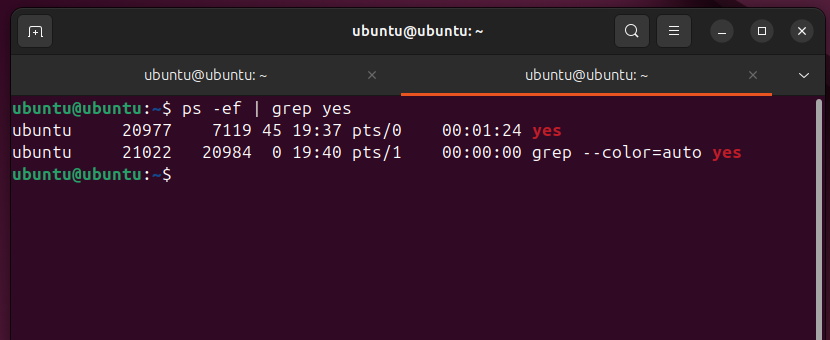 ubuntu@ubuntu: ~
ubuntu@ubuntu: ~
ubuntu@ubuntu: ~
ubuntu@ubuntu:~$ ps -ef | grep yes
ubuntu     20977    7119 45 19:37 pts/0    00:01:24 yes
ubuntu     21022   20984  0 19:40 pts/1    00:00:00 grep --color=auto yes
ubuntu@ubuntu:~$